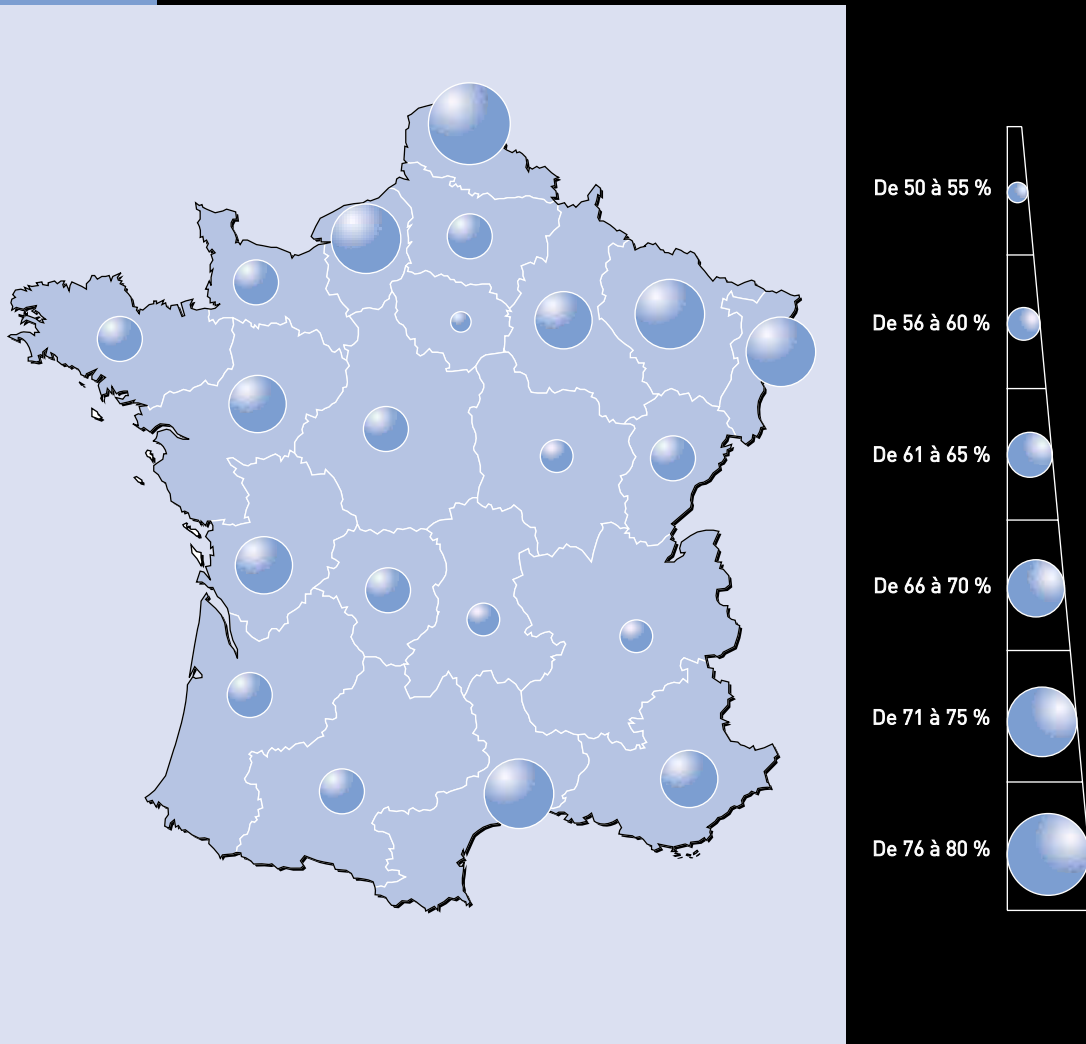 De 50 à 55 %
De 56 à 60 %
De 61 à 65 %
De 66 à 70 %
De 71 à 75 %
De 76 à 80 %